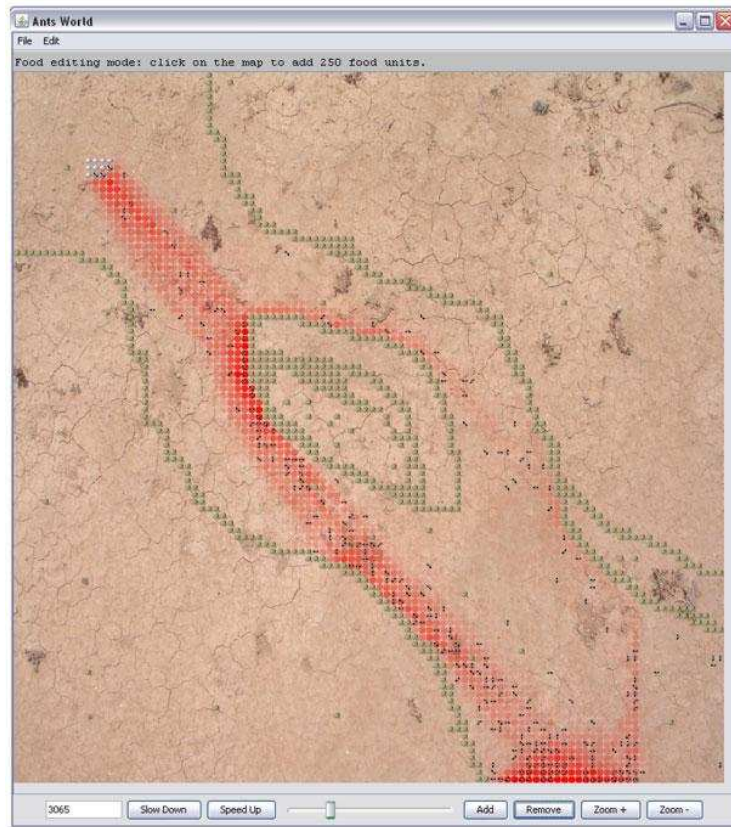 Ants World
File Edit
Food editing mode: click on the map to add 250 food units.
3065 Slow Down Speed Up Add Remove Zoom + Zoom -